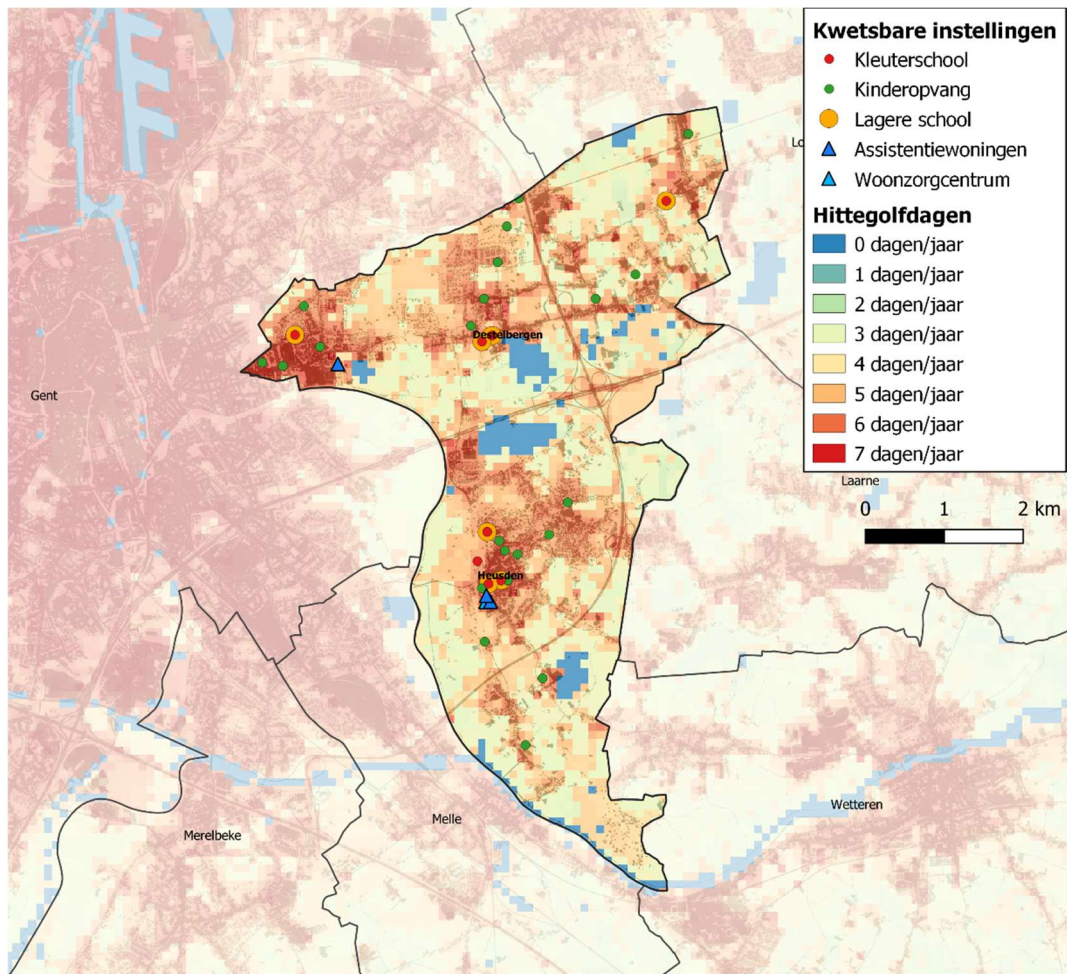 Kwetsbare instellingen
Kleuterschool
Kinderopvang
Lagere school
Assistentiewoningen
Woonzorgcentrum
Hittegolfdagen
0 dagen/jaar
1 dagen/jaar
2 dagen/jaar
3 dagen/jaar
4 dagen/jaar
5 dagen/jaar
6 dagen/jaar
7 dagen/jaar
Lo
Destelbergen
Gent
Laarne
0 1 2 km
Heusden
Wetteren
Melle
Merelbeke